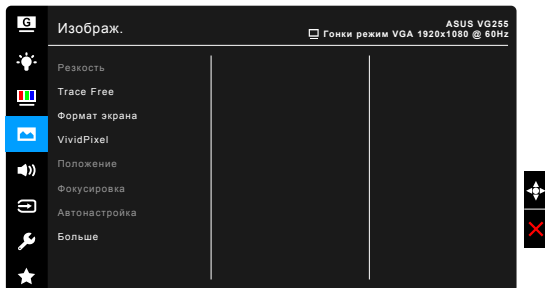 G
Изображ.
ASUS VG255
Гонки режим VGA 1920x1080 @ 60Hz
Резкость
Trace Free
Формат экрана
VividPixel
Положение
Фокусировка
Автонастройка
Больше